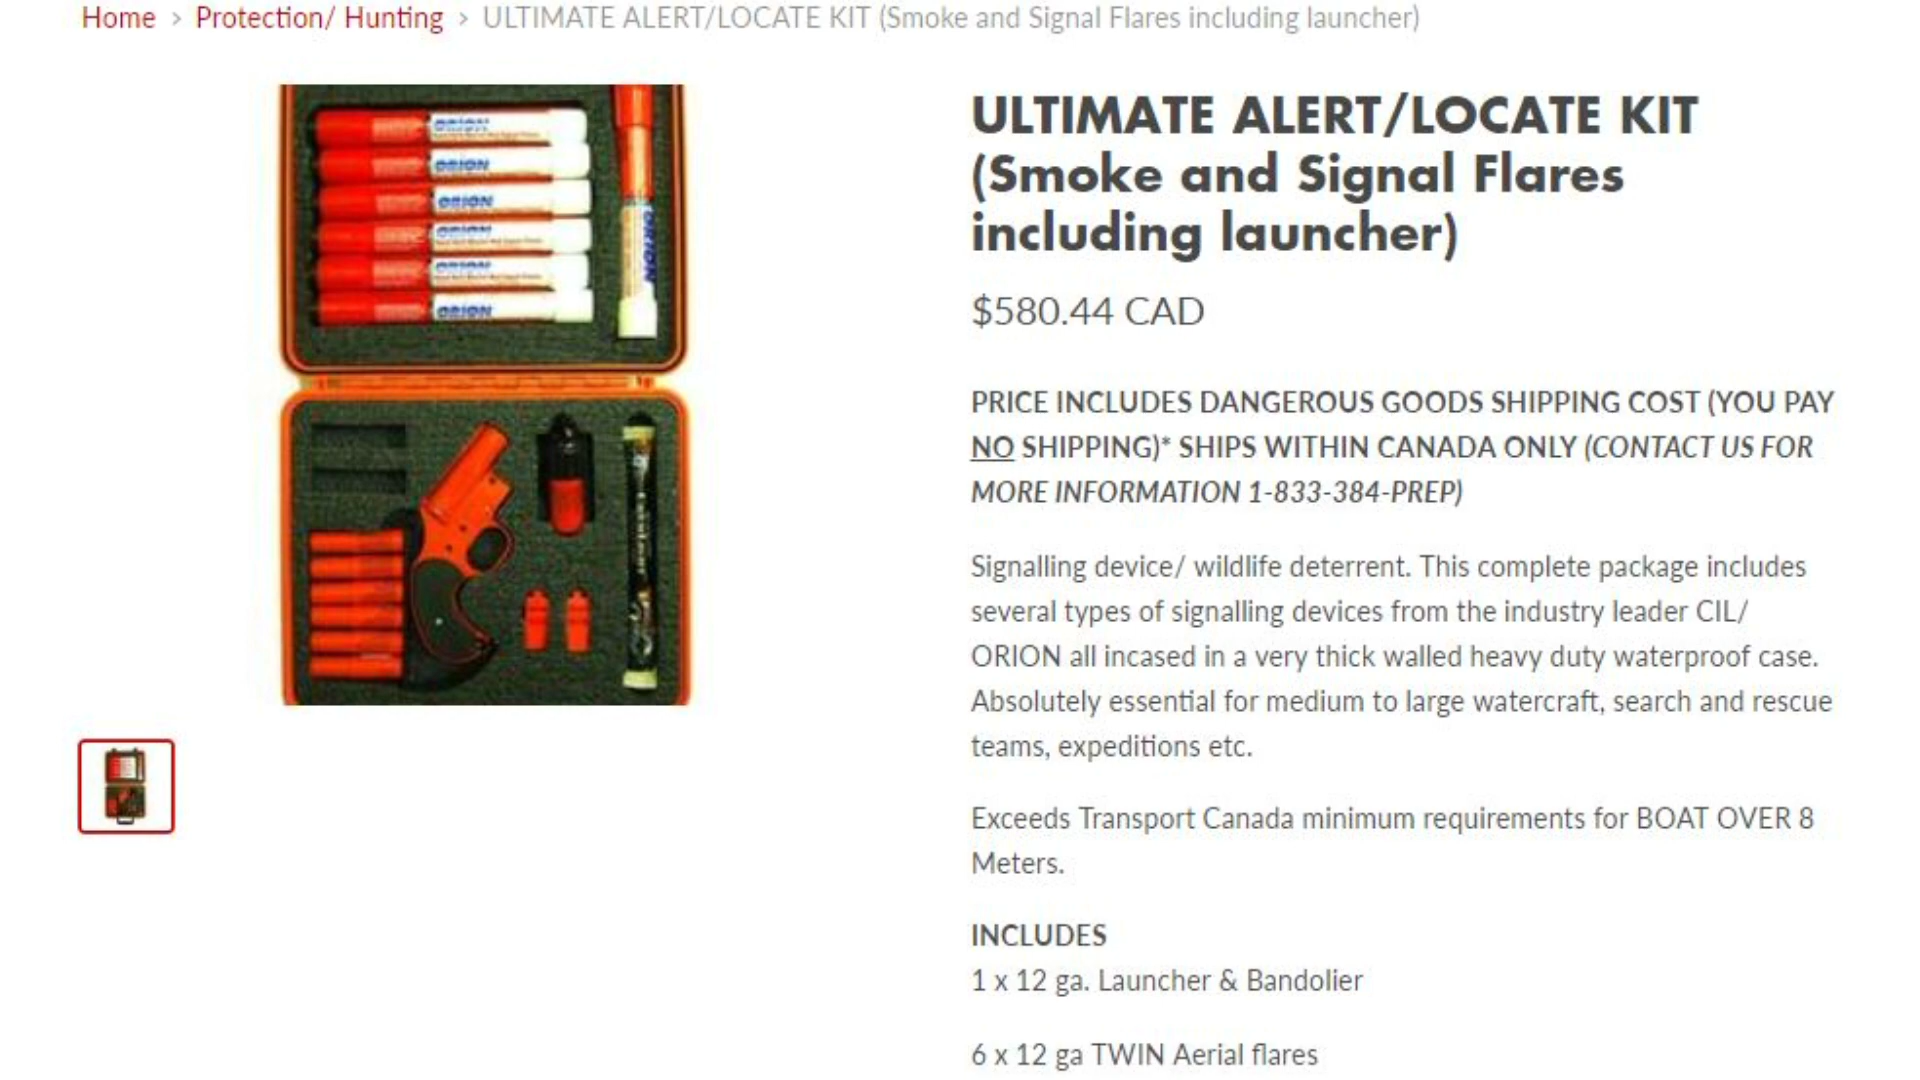 Home > Protection/ Hunting > ULTIMATE ALERT/LOCATE KIT (Smoke and Signal Flares including launcher)
ORION
ORION
ORION
ORION
ORION
ORION
ORION
ULTIMATE ALERT/LOCATE KIT
(Smoke and Signal Flares
including launcher)
$580.44 CAD
PRICE INCLUDES DANGEROUS GOODS SHIPPING COST (YOU PAY
NO SHIPPING)* SHIPS WITHIN CANADA ONLY (CONTACT US FOR
MORE INFORMATION 1-833-384-PREP)
Signalling device/ wildlife deterrent. This complete package includes
several types of signalling devices from the industry leader CIL/
ORION all incased in a very thick walled heavy duty waterproof case.
Absolutely essential for medium to large watercraft, search and rescue
teams, expeditions etc.
Exceeds Transport Canada minimum requirements for BOAT OVER 8
Meters.
INCLUDES
1 x 12 ga. Launcher & Bandolier
6 x 12 ga TWIN Aerial flares